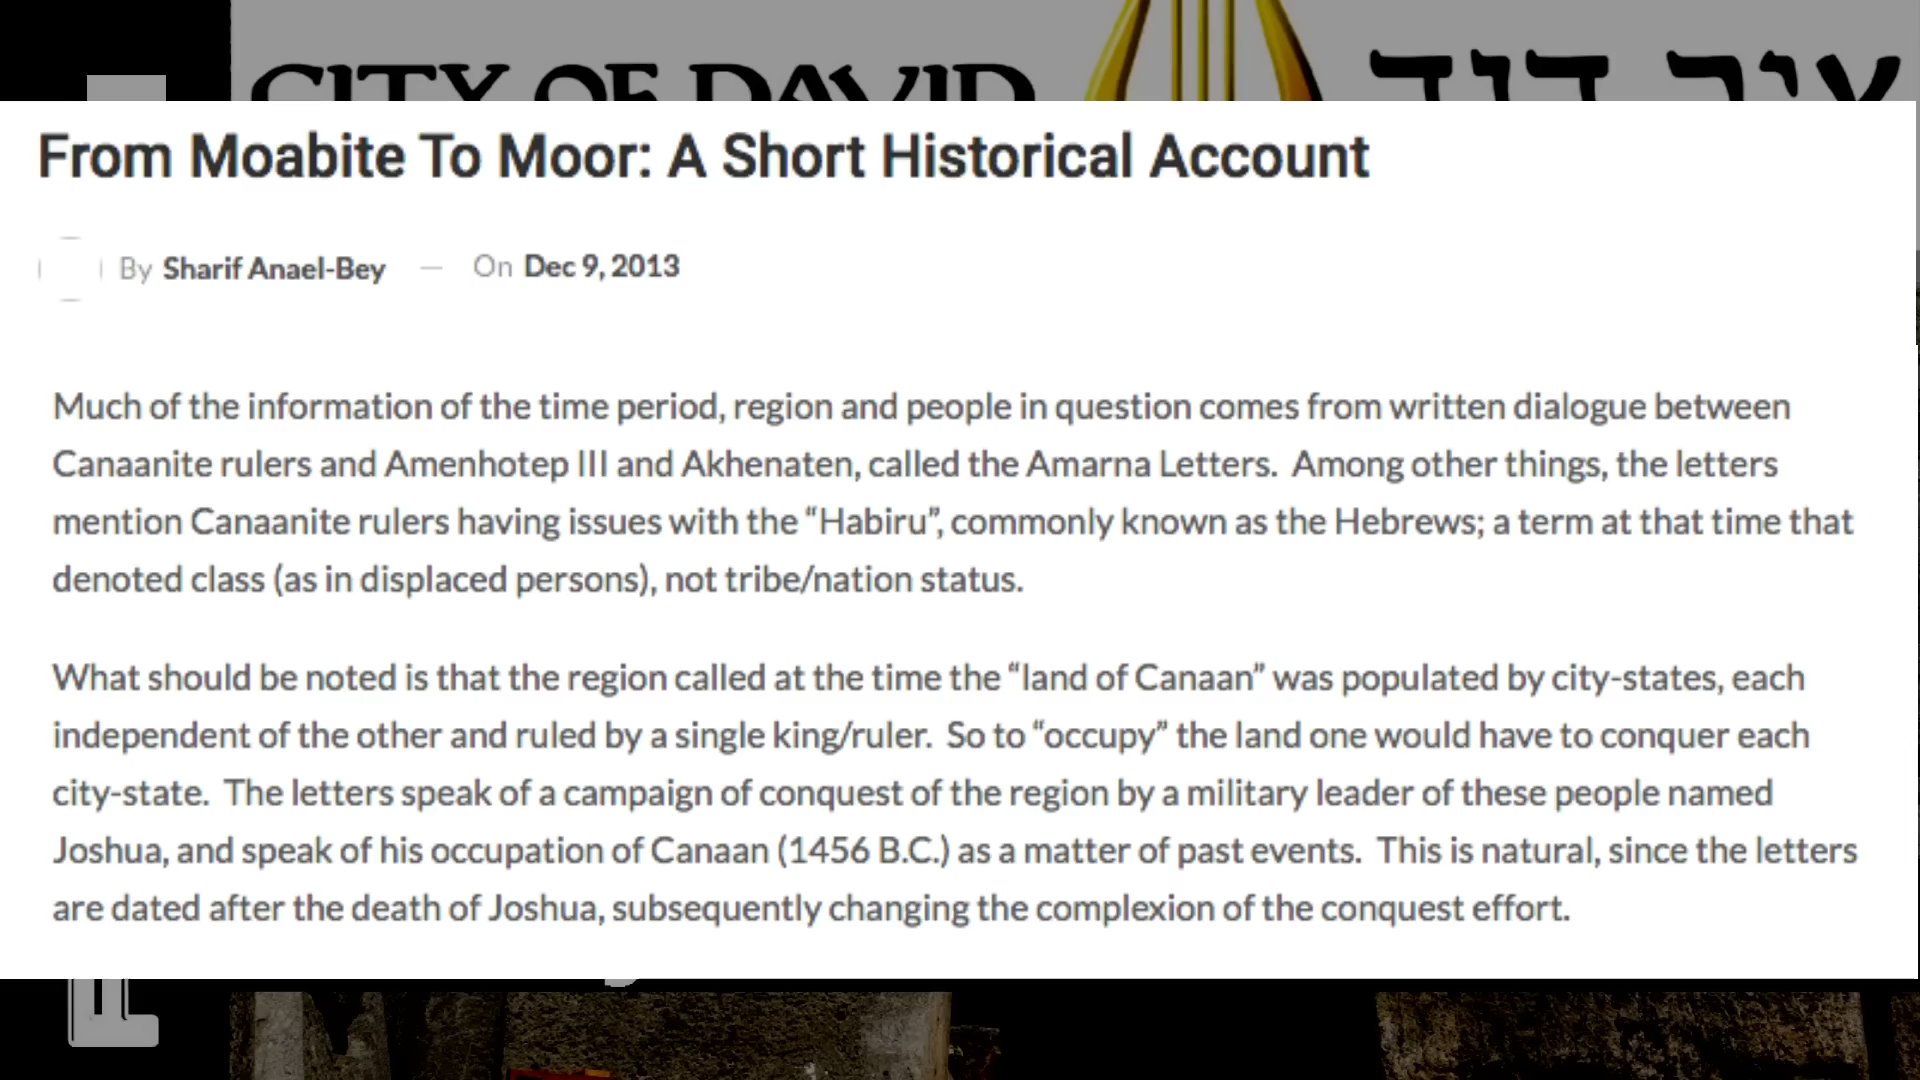 CITY OF DAVID עיר דוד
From Moabite To Moor: A Short Historical Account
By Sharif Anael-Bey — On Dec 9, 2013
Much of the information of the time period, region and people in question comes from written dialogue between
Canaanite rulers and Amenhotep III and Akhenaten, called the Amarna Letters.  Among other things, the letters
mention Canaanite rulers having issues with the “Habiru”, commonly known as the Hebrews; a term at that time that
denoted class (as in displaced persons), not tribe/nation status.
What should be noted is that the region called at the time the “land of Canaan” was populated by city-states, each
independent of the other and ruled by a single king/ruler.  So to “occupy” the land one would have to conquer each
city-state.  The letters speak of a campaign of conquest of the region by a military leader of these people named
Joshua, and speak of his occupation of Canaan (1456 B.C.) as a matter of past events.  This is natural, since the letters
are dated after the death of Joshua, subsequently changing the complexion of the conquest effort.